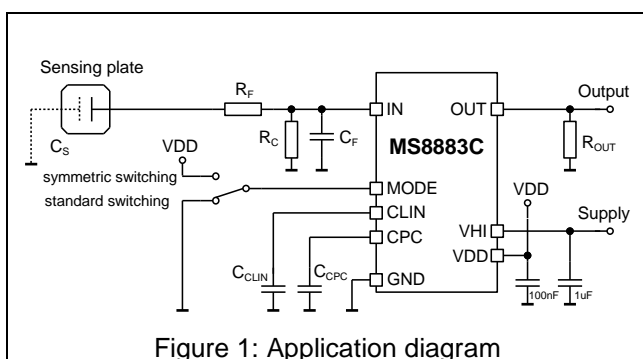 Sensing plate
C_S
VDD
symmetric switching
standard switching
R_F
R_C
C_F
C_CLIN
C_CPC
IN
OUT
MS8883C
MODE
CLIN
CPC
GND
VHI
VDD
Output
R_OUT
VDD
Supply
100nF
1uF
Figure 1: Application diagram